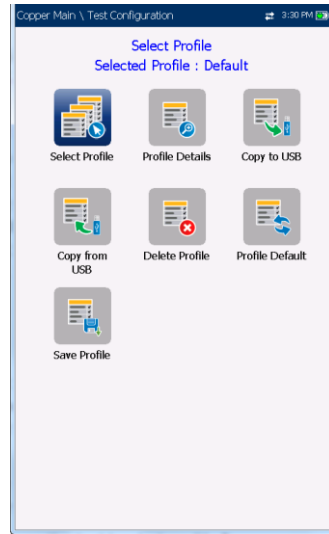 Copper Main \ Test Configuration 3:30 PM
Select Profile
Selected Profile : Default
Select Profile Profile Details Copy to USB
Copy from USB Delete Profile Profile Default
Save Profile